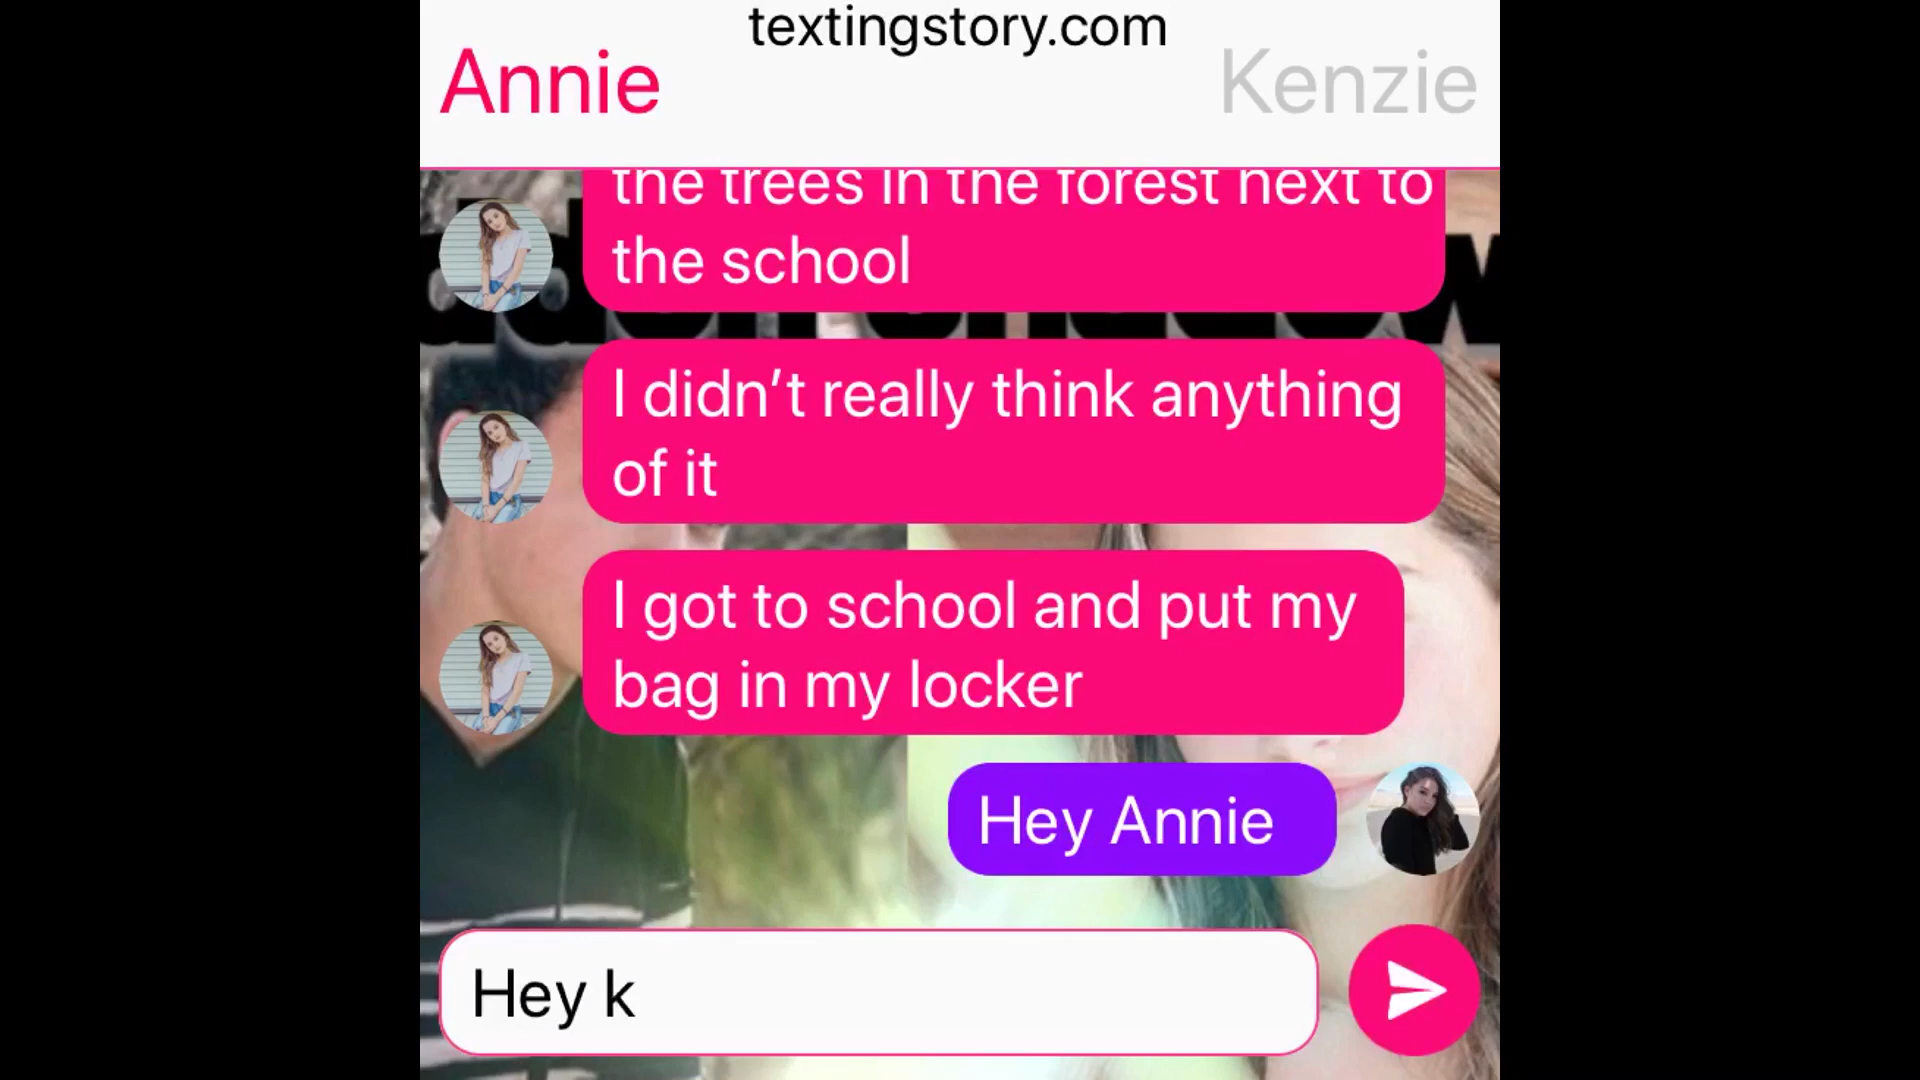 textingstory.com
Annie
Kenzie
the trees in the forest next to
the school
I didn’t really think anything
of it
I got to school and put my
bag in my locker
Hey Annie
Hey k